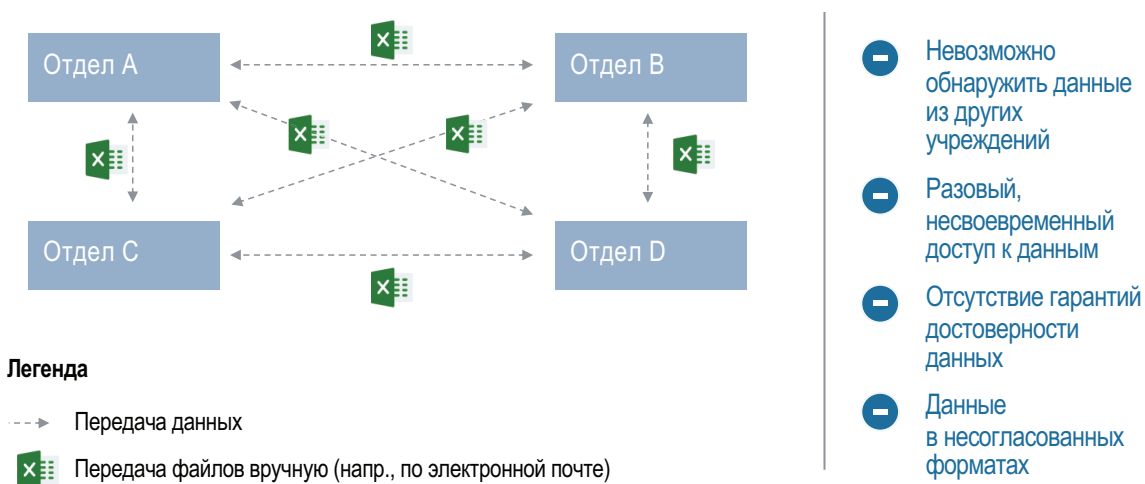 Отдел A
Отдел B
Отдел C
Отдел D
Легенда
Передача данных
Передача файлов вручную (напр., по электронной почте)
Невозможно
обнаружить данные
из других
учреждений
Разовый,
несвоевременный
доступ к данным
Отсутствие гарантий
достоверности
данных
Данные
в несогласованных
форматах